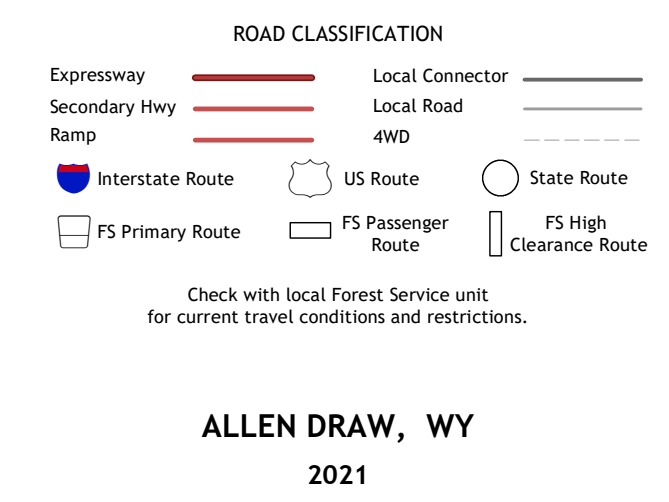 ROAD CLASSIFICATION
Expressway
Local Connector
Secondary Hwy
Local Road
Ramp
4WD
Interstate Route
US Route
State Route
FS Primary Route
FS Passenger
Route
FS High
Clearance Route
Check with local Forest Service unit
for current travel conditions and restrictions.
ALLEN DRAW, WY
2021